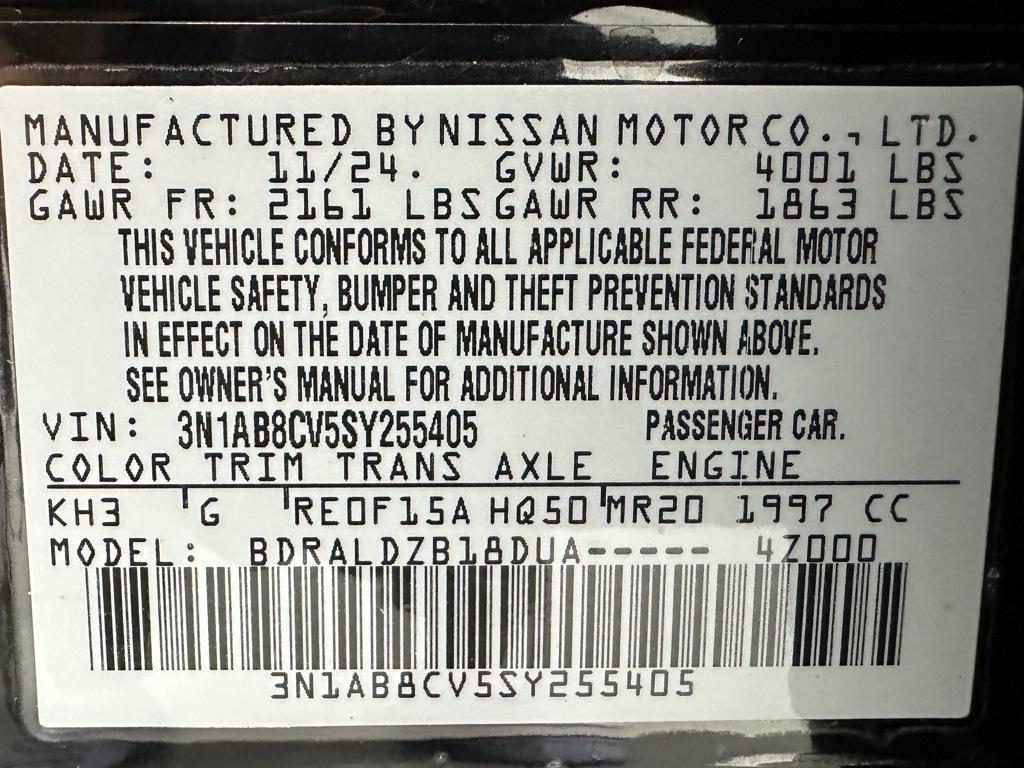 MANUFACTURED BY NISSAN MOTOR CO., LTD.
DATE: 11/24. GVWR: 4001 LBS
GAWR FR: 2161 LBS GAWR RR: 1863 LBS
THIS VEHICLE CONFORMS TO ALL APPLICABLE FEDERAL MOTOR
VEHICLE SAFETY, BUMPER AND THEFT PREVENTION STANDARDS
IN EFFECT ON THE DATE OF MANUFACTURE SHOWN ABOVE.
SEE OWNER'S MANUAL FOR ADDITIONAL INFORMATION.
VIN: 3N1AB8CV5SY255405 PASSENGER CAR.
COLOR TRIM TRANS AXLE ENGINE
KH3 G RE0F15A HQ50 MR20 1997 CC
MODEL: BDRALDZB18DUA----- 4Z000
3N1AB8CV5SY255405